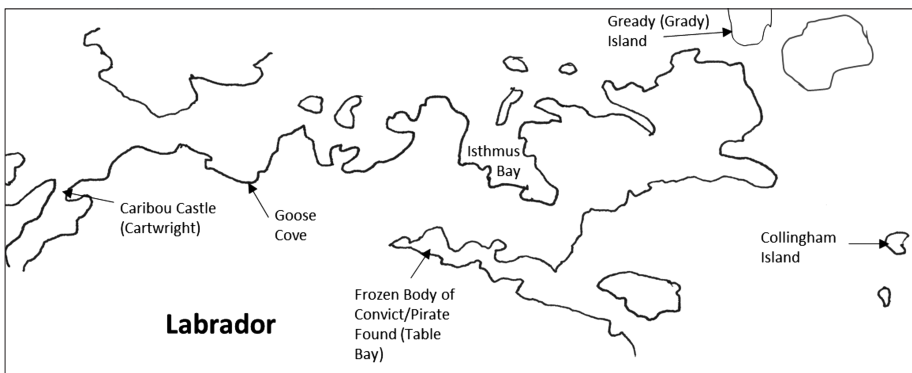 Gready (Grady)
Island
Isthmus
Bay
Caribou Castle
(Cartwright)
Goose
Cove
Collingham
Island
Frozen Body of
Convict/Pirate
Found (Table
Bay)
Labrador